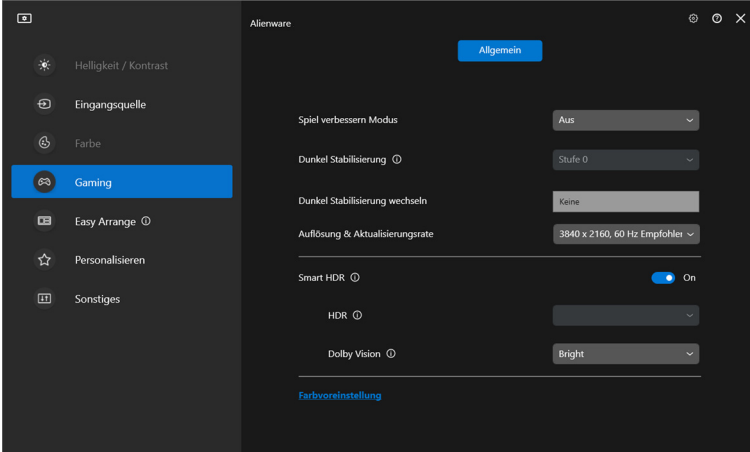 Alienware
Allgemein
Helligkeit / Kontrast
Eingangsquelle
Farbe
Gaming
Easy Arrange
Personalisieren
Sonstiges
Spiel verbessern Modus Aus
Dunkel Stabilisierung Stufe 0
Dunkel Stabilisierung wechseln Keine
Auflösung & Aktualisierungsrate 3840 x 2160, 60 Hz Empfohler
Smart HDR On
HDR
Dolby Vision Bright
Farbvoreinstellung